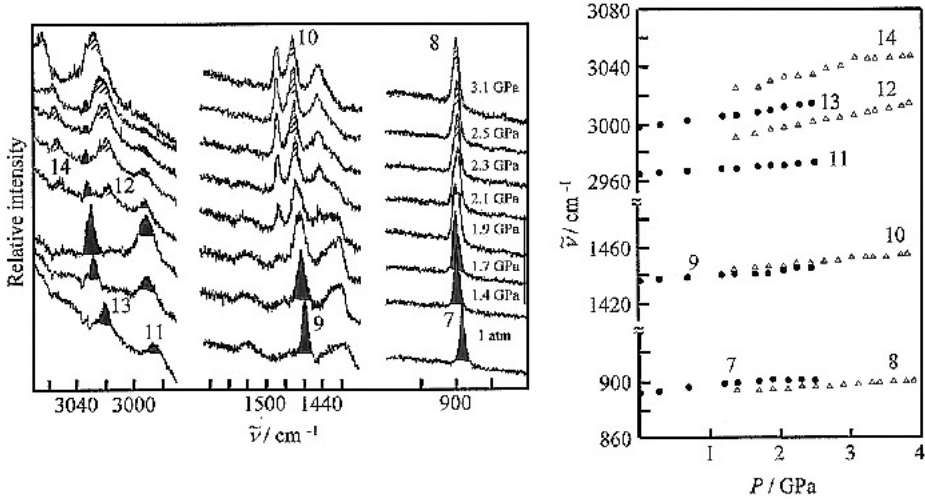 Relative intensity
10
8
14
12
13
11
9
7
3.1 GPa
2.5 GPa
2.3 GPa
2.1 GPa
1.9 GPa
1.7 GPa
1.4 GPa
1 atm
3040 3000
1500 1440
900
ṽ / cm⁻¹
ṽ / cm⁻¹
3080
3040
3000
2960
1460
1420
900
860
14
12
13
11
10
9
7
8
1 2 3 4
P / GPa